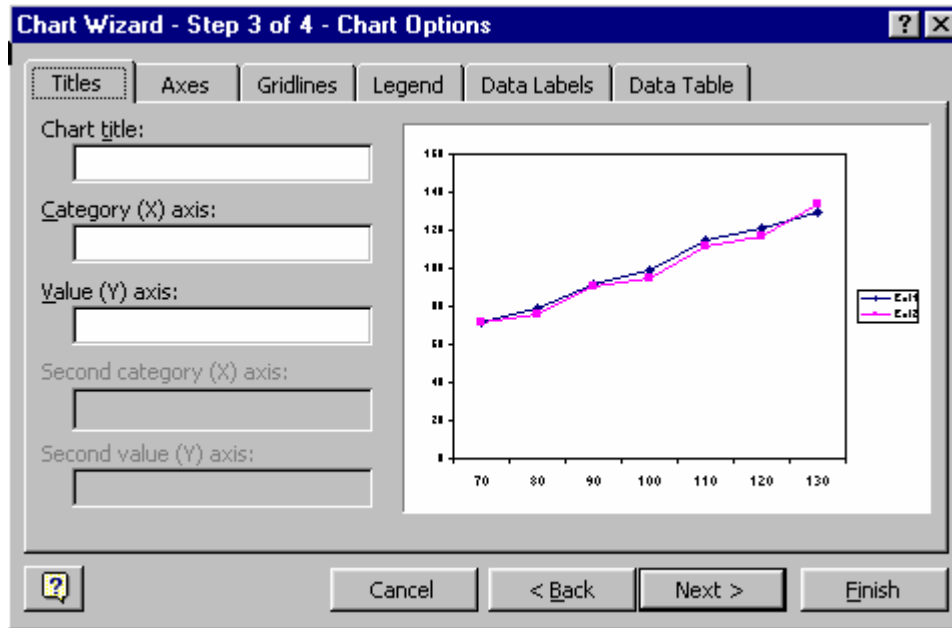 Chart Wizard - Step 3 of 4 - Chart Options
Titles Axes Gridlines Legend Data Labels Data Table
Chart title:
Category (X) axis:
Value (Y) axis:
Second category (X) axis:
Second value (Y) axis:
160
140
120
100
80
60
40
20
0
70 80 90 100 110 120 130
Cancel < Back Next > Finish